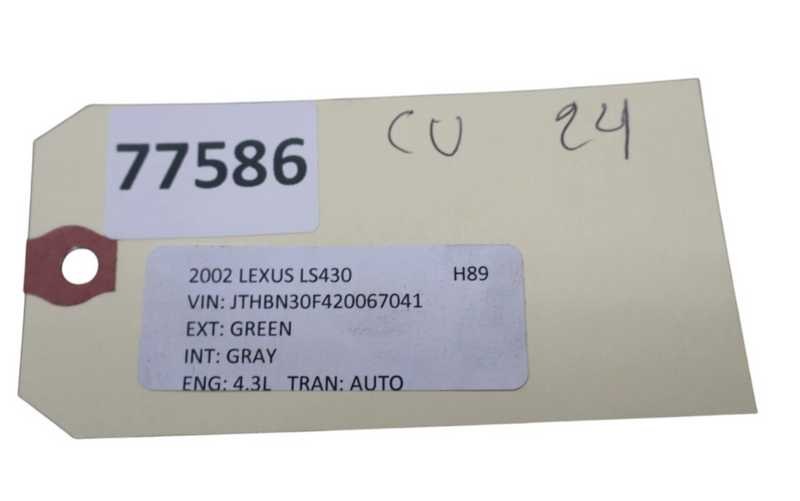 77586
CU 24
2002 LEXUS LS430 H89
VIN: JTHBN30F420067041
EXT: GREEN
INT: GRAY
ENG: 4.3L TRAN: AUTO